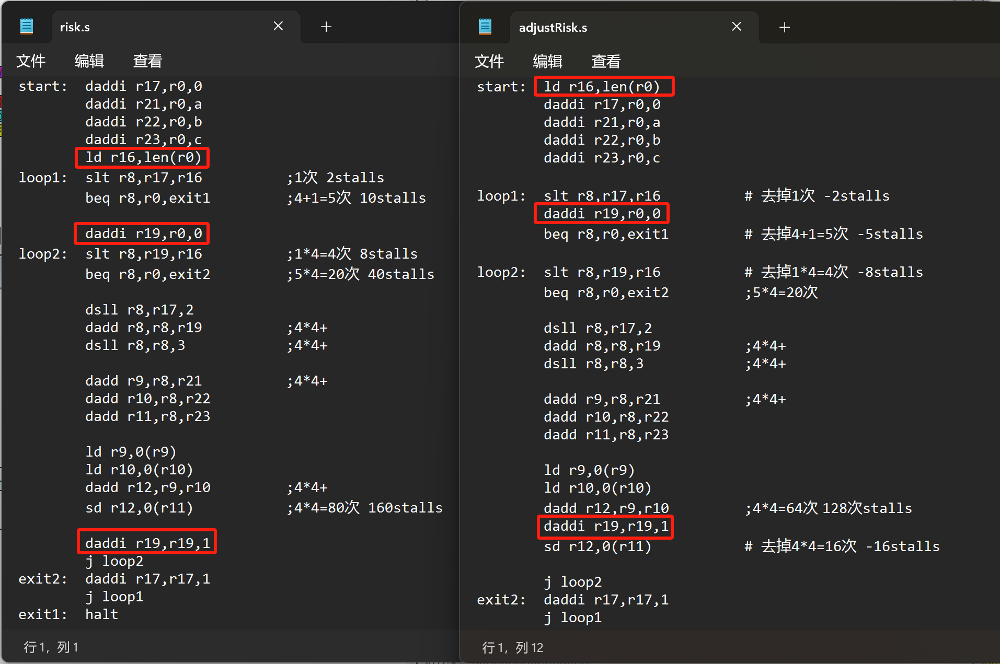 risk.s
文件 编辑 查看
start: daddi r17,r0,0
daddi r21,r0,a
daddi r22,r0,b
daddi r23,r0,c
ld r16,len(r0)
loop1: slt r8,r17,r16 ;1次 2stalls
beq r8,r0,exit1 ;4+1=5次 10stalls
daddi r19,r0,0
loop2: slt r8,r19,r16 ;1*4=4次 8stalls
beq r8,r0,exit2 ;5*4=20次 40stalls
dsll r8,r17,2
dadd r8,r8,r19 ;4*4+
dsll r8,r8,3 ;4*4+
dadd r9,r8,r21 ;4*4+
dadd r10,r8,r22
dadd r11,r8,r23
ld r9,0(r9)
ld r10,0(r10)
dadd r12,r9,r10 ;4*4+
sd r12,0(r11) ;4*4=80次 160stalls
daddi r19,r19,1
j loop2
exit2: daddi r17,r17,1
j loop1
exit1: halt
行 1，列 1
adjustRisk.s
文件 编辑 查看
start: ld r16,len(r0)
daddi r17,r0,0
daddi r21,r0,a
daddi r22,r0,b
daddi r23,r0,c
loop1: slt r8,r17,r16 # 去掉1次 -2stalls
daddi r19,r0,0
beq r8,r0,exit1 # 去掉4+1=5次 -5stalls
loop2: slt r8,r19,r16 # 去掉1*4=4次 -8stalls
beq r8,r0,exit2 ;5*4=20次
dsll r8,r17,2
dadd r8,r8,r19 ;4*4+
dsll r8,r8,3 ;4*4+
dadd r9,r8,r21 ;4*4+
dadd r10,r8,r22
dadd r11,r8,r23
ld r9,0(r9)
ld r10,0(r10)
dadd r12,r9,r10 ;4*4=64次 128次stalls
daddi r19,r19,1
sd r12,0(r11) # 去掉4*4=16次 -16stalls
j loop2
exit2: daddi r17,r17,1
j loop1
行 1，列 12